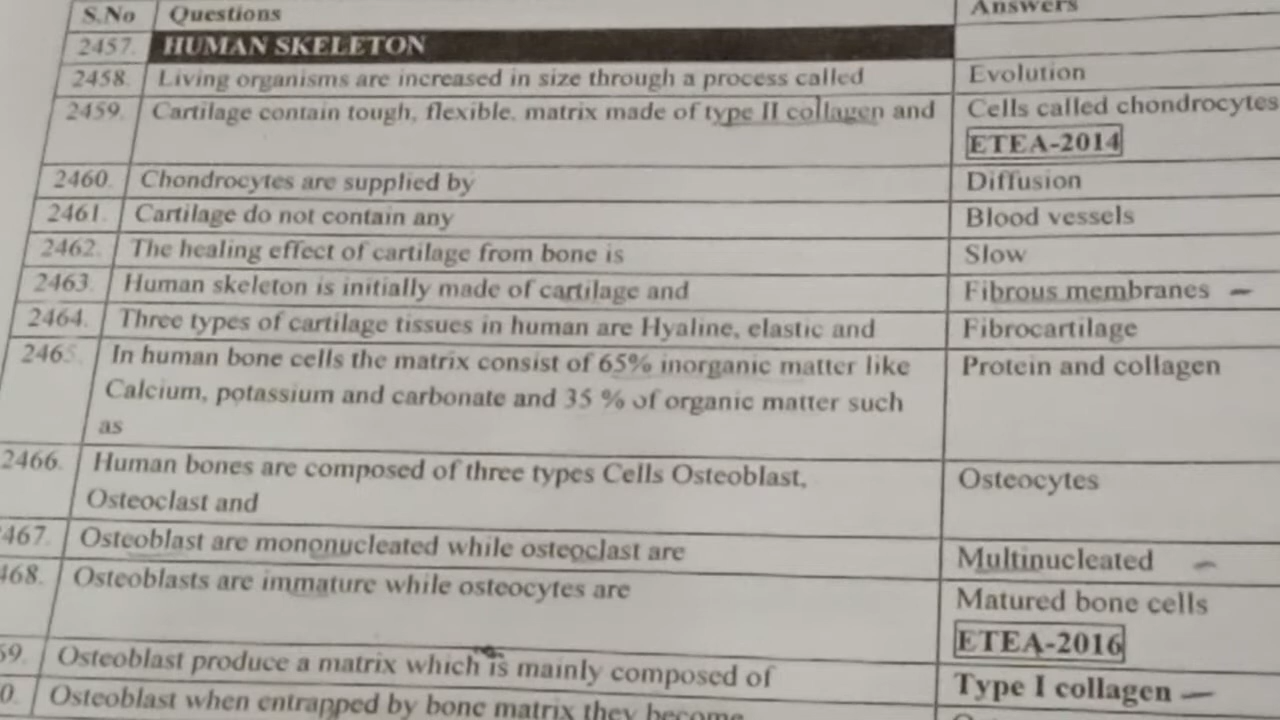 S.No Questions Answers
2457. HUMAN SKELETON
2458. Living organisms are increased in size through a process called Evolution
2459. Cartilage contain tough, flexible, matrix made of type II collagen and Cells called chondrocytes
ETEA-2014
2460. Chondrocytes are supplied by Diffusion
2461. Cartilage do not contain any Blood vessels
2462. The healing effect of cartilage from bone is Slow
2463. Human skeleton is initially made of cartilage and Fibrous membranes
2464. Three types of cartilage tissues in human are Hyaline, elastic and Fibrocartilage
2465. In human bone cells the matrix consist of 65% inorganic matter like Protein and collagen
Calcium, potassium and carbonate and 35 % of organic matter such
as
2466. Human bones are composed of three types Cells Osteoblast, Osteocytes
Osteoclast and
467. Osteoblast are mononucleated while osteoclast are Multinucleated
468. Osteoblasts are immature while osteocytes are Matured bone cells
ETEA-2016
59. Osteoblast produce a matrix which is mainly composed of Type I collagen
0. Osteoblast when entrapped by bone matrix they become